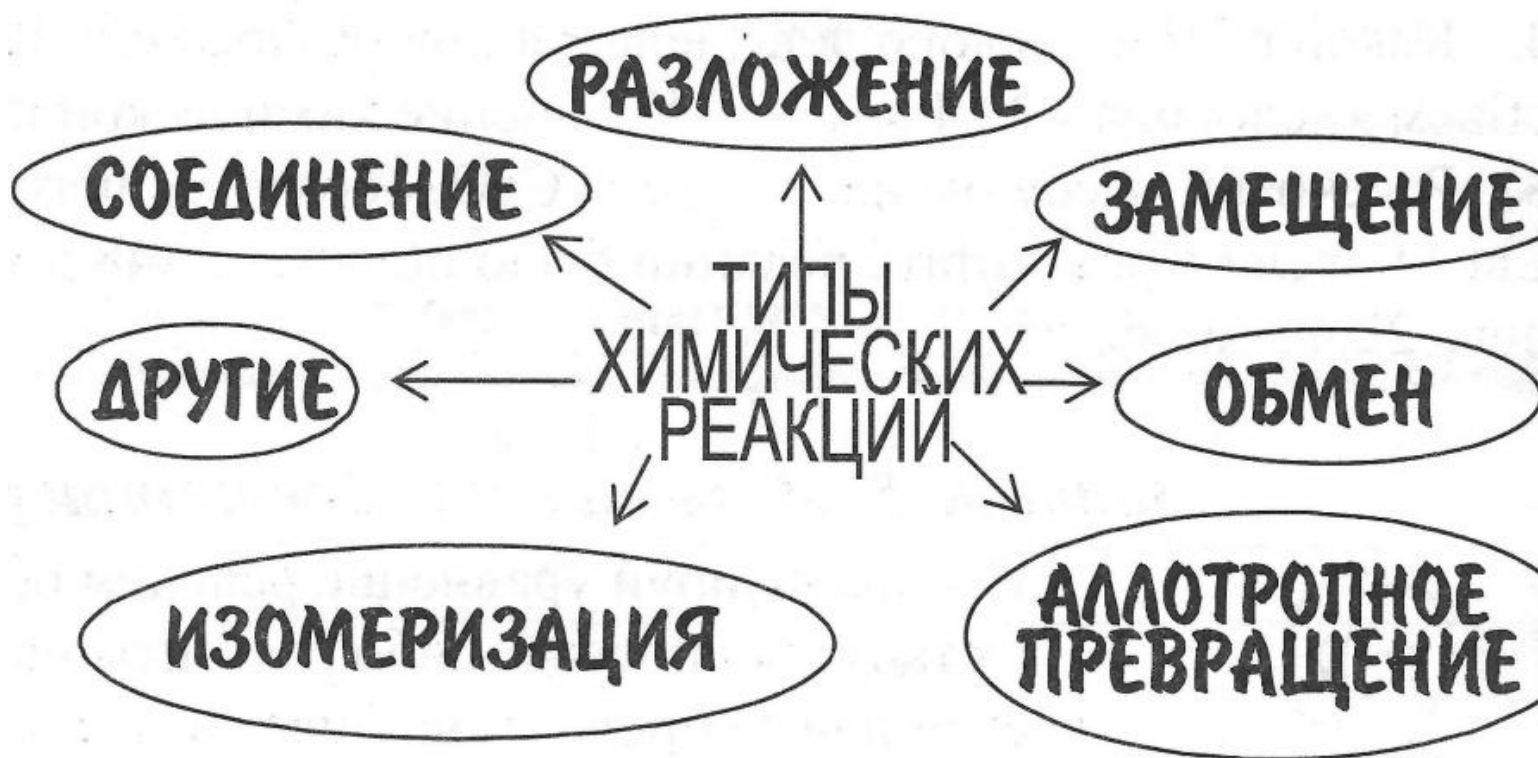 РАЗЛОЖЕНИЕ
СОЕДИНЕНИЕ
ЗАМЕЩЕНИЕ
ТИПЫ
ХИМИЧЕСКИХ
РЕАКЦИЙ
ДРУГИЕ
ОБМЕН
ИЗОМЕРИЗАЦИЯ
АЛЛОТРОПНОЕ
ПРЕВРАЩЕНИЕ